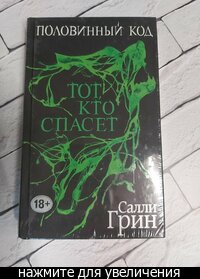 ПОЛОВИННЫЙ КОД
ТОТ
КТО
СПАСЕТ
18+
Салли
Грин
нажмите для увеличения